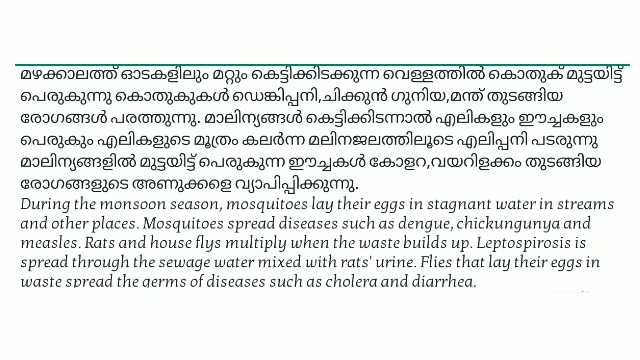 മഴക്കാലത്ത് ഓടകളിലും മറ്റും കെട്ടിക്കിടക്കുന്ന വെള്ളത്തിൽ കൊതുക് മുട്ടയിട്ട്
പെരുകുന്നു കൊതുകുകൾ ഡെങ്കിപ്പനി,ചിക്കുൻ ഗുനിയ,മന്ത് തുടങ്ങിയ
രോഗങ്ങൾ പരത്തുന്നു. മാലിന്യങ്ങൾ കെട്ടിക്കിടന്നാൽ എലികളും ഈച്ചകളും
പെരുകും എലികളുടെ മൂത്രം കലർന്ന മലിനജലത്തിലൂടെ എലിപ്പനി പടരുന്നു
മാലിന്യങ്ങളിൽ മുട്ടയിട്ട് പെരുകുന്ന ഈച്ചകൾ കോളറ,വയറിളക്കം തുടങ്ങിയ
രോഗങ്ങളുടെ അണുക്കളെ വ്യാപിപ്പിക്കുന്നു.
During the monsoon season, mosquitoes lay their eggs in stagnant water in streams
and other places. Mosquitoes spread diseases such as dengue, chickungunya and
measles. Rats and house flys multiply when the waste builds up. Leptospirosis is
spread through the sewage water mixed with rats' urine. Flies that lay their eggs in
waste spread the germs of diseases such as cholera and diarrhea.